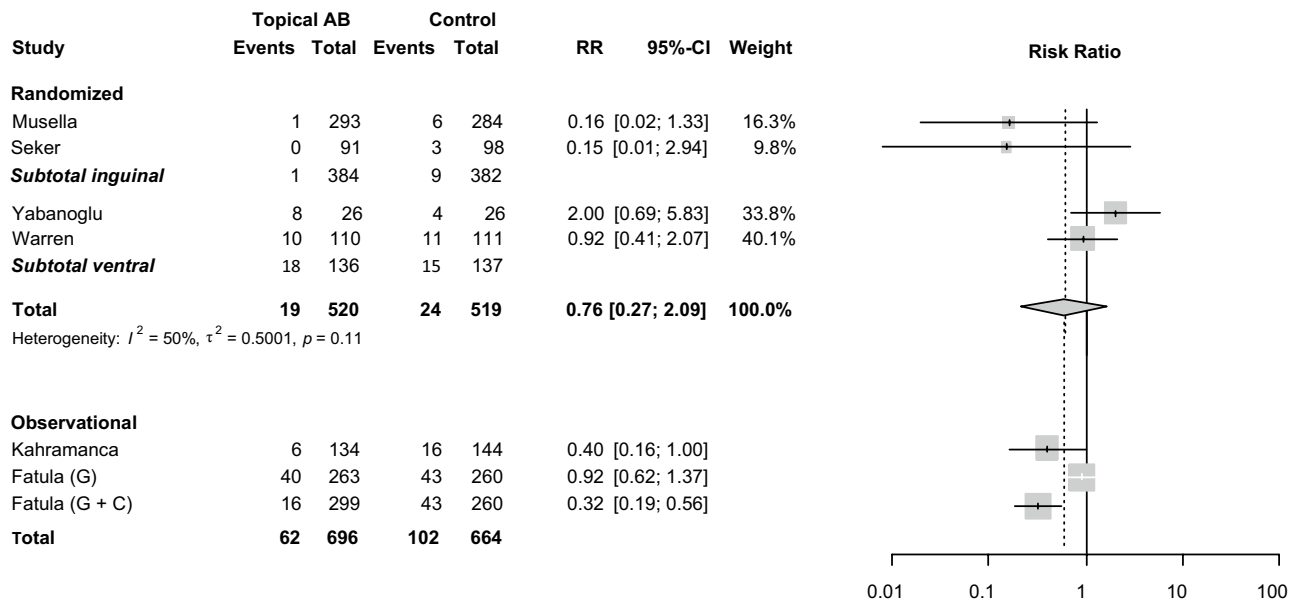 Topical AB Control
Study Events Total Events Total RR 95%-CI Weight Risk Ratio
Randomized
Musella 1 293 6 284 0.16 [0.02; 1.33] 16.3%
Seker 0 91 3 98 0.15 [0.01; 2.94] 9.8%
Subtotal inguinal 1 384 9 382
Yabanoglu 8 26 4 26 2.00 [0.69; 5.83] 33.8%
Warren 10 110 11 111 0.92 [0.41; 2.07] 40.1%
Subtotal ventral 18 136 15 137
Total 19 520 24 519 0.76 [0.27; 2.09] 100.0%
Heterogeneity: I² = 50%, τ² = 0.5001, p = 0.11
Observational
Kahramanca 6 134 16 144 0.40 [0.16; 1.00]
Fatula (G) 40 263 43 260 0.92 [0.62; 1.37]
Fatula (G + C) 16 299 43 260 0.32 [0.19; 0.56]
Total 62 696 102 664
0.01 0.1 1 10 100